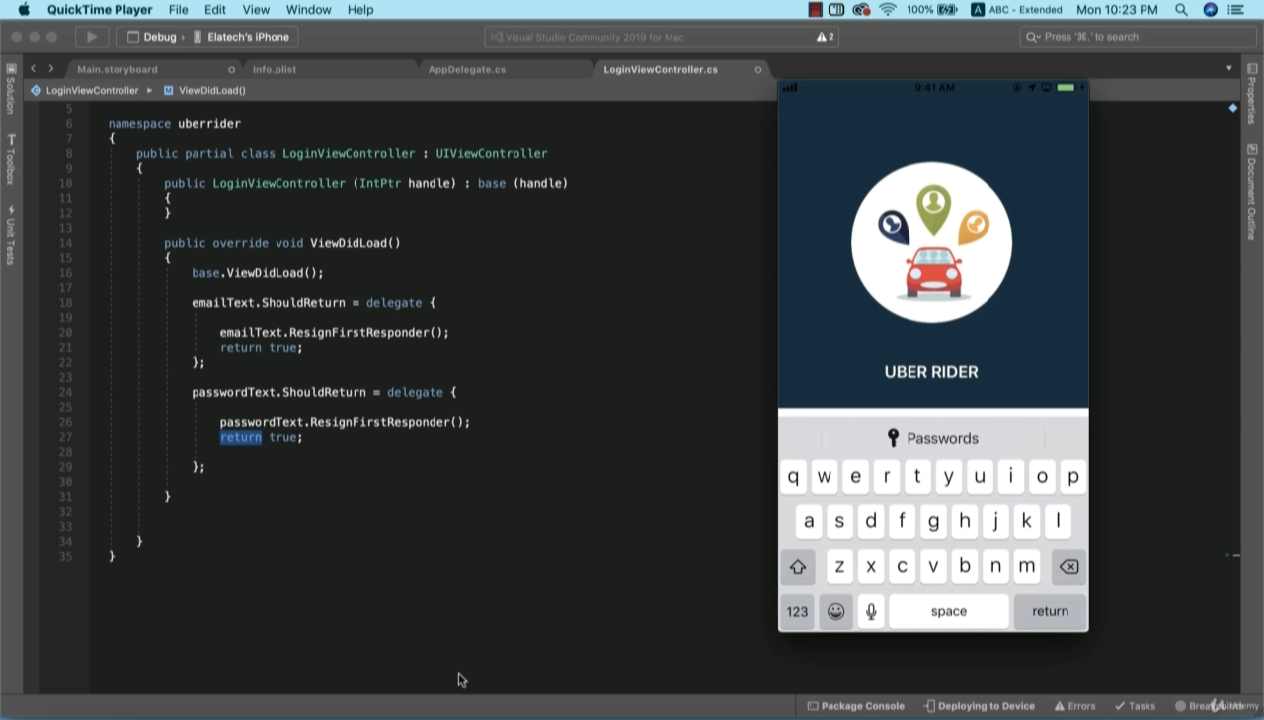 QuickTime Player File Edit View Window Help 100% A ABC - Extended Mon 10:23 PM
Debug › Elatech's iPhone Visual Studio Community 2019 for Mac 2 Press '⌘.' to search
Main.storyboard Info.plist AppDelegate.cs LoginViewController.cs
LoginViewController ▸ M ViewDidLoad()
Solution
Toolbox
Unit Tests
Properties
Document Outline
5
6 namespace uberrider
7 {
8 public partial class LoginViewController : UIViewController
9 {
10 public LoginViewController (IntPtr handle) : base (handle)
11 {
12 }
13
14 public override void ViewDidLoad()
15 {
16 base.ViewDidLoad();
17
18 emailText.ShouldReturn = delegate {
19
20 emailText.ResignFirstResponder();
21 return true;
22 };
23
24 passwordText.ShouldReturn = delegate {
25
26 passwordText.ResignFirstResponder();
27 return true;
28
29 };
30
31 }
32
33
34 }
35 }
9:41 AM
UBER RIDER
Passwords
q w e r t y u i o p
a s d f g h j k l
z x c v b n m
123 space return
Package Console Deploying to Device Errors Tasks
Udemy